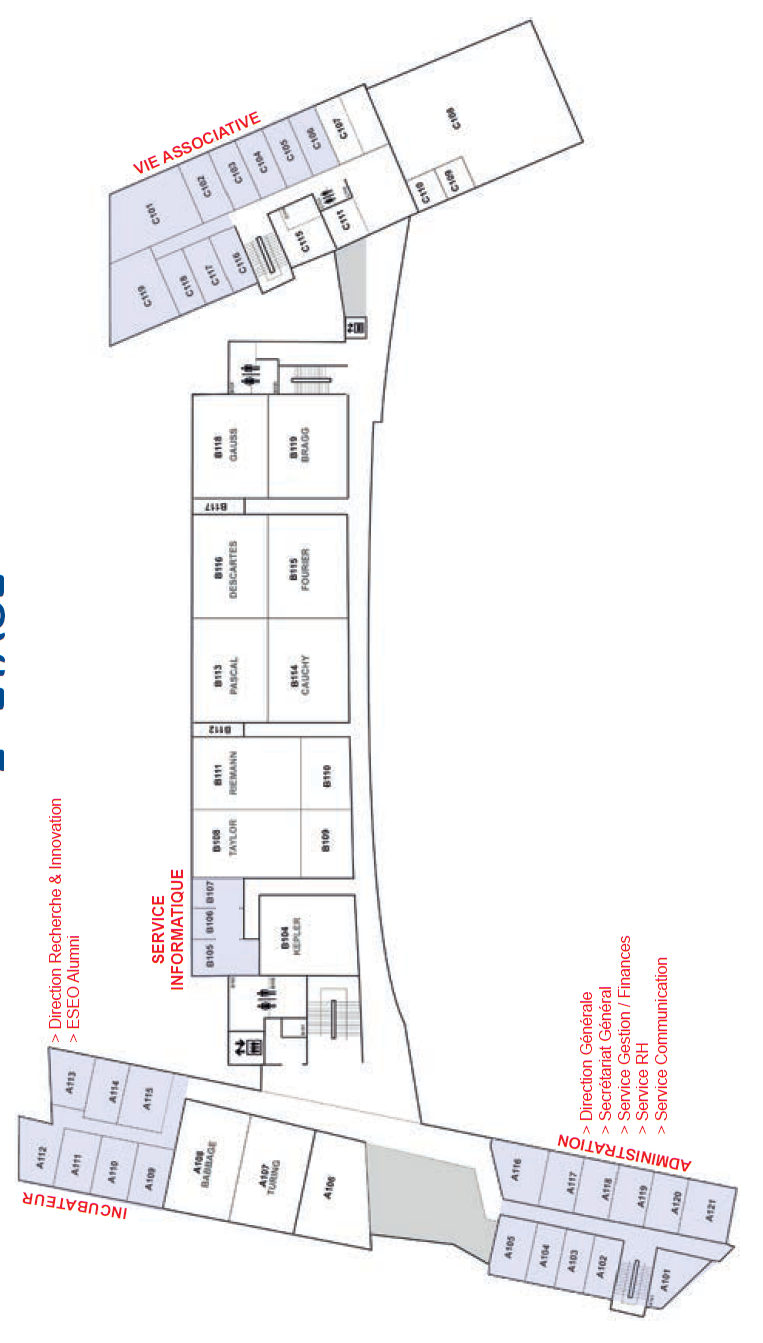 VIE ASSOCIATIVE
C101
C102
C103
C104
C105
C106
C107
C108
C109
C110
C111
C115
C116
C117
C118
C119
B118
GAUSS
B119
BRAGG
B117
B116
DESCARTES
B115
FOURIER
B113
PASCAL
B114
CAUCHY
B112
B111
RIEMANN
B110
B108
TAYLOR
B109
SERVICE
INFORMATIQUE
B107
B106
B105
B104
KEPLER
> Direction Recherche & Innovation
> ESEO Alumni
INCUBATEUR
A112
A113
A114
A115
A111
A110
A109
A108
BABBAGE
A107
TURING
A106
> Direction Générale
> Secrétariat Général
> Service Gestion / Finances
> Service RH
> Service Communication
ADMINISTRATION
A116
A117
A118
A119
A120
A121
A105
A104
A103
A102
A101